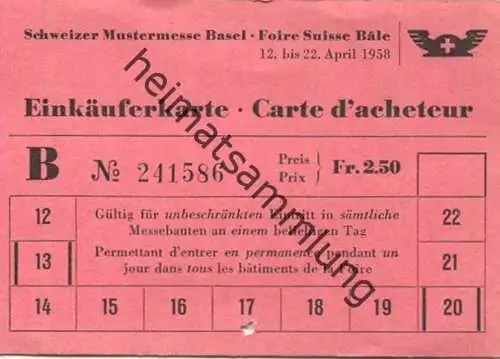 Schweizer Mustermesse Basel · Foire Suisse Bâle
12. bis 22. April 1958
Einkäuferkarte · Carte d'acheteur
B № 241586 Preis Prix } Fr. 2.50
12 Gültig für unbeschränkten Eintritt in sämtliche 22
Messebauten an einem beliebigen Tag
13 Permettant d'entrer en permanence pendant un 21
jour dans tous les bâtiments de la Foire
14 15 16 17 18 19 20
heimatsammlung